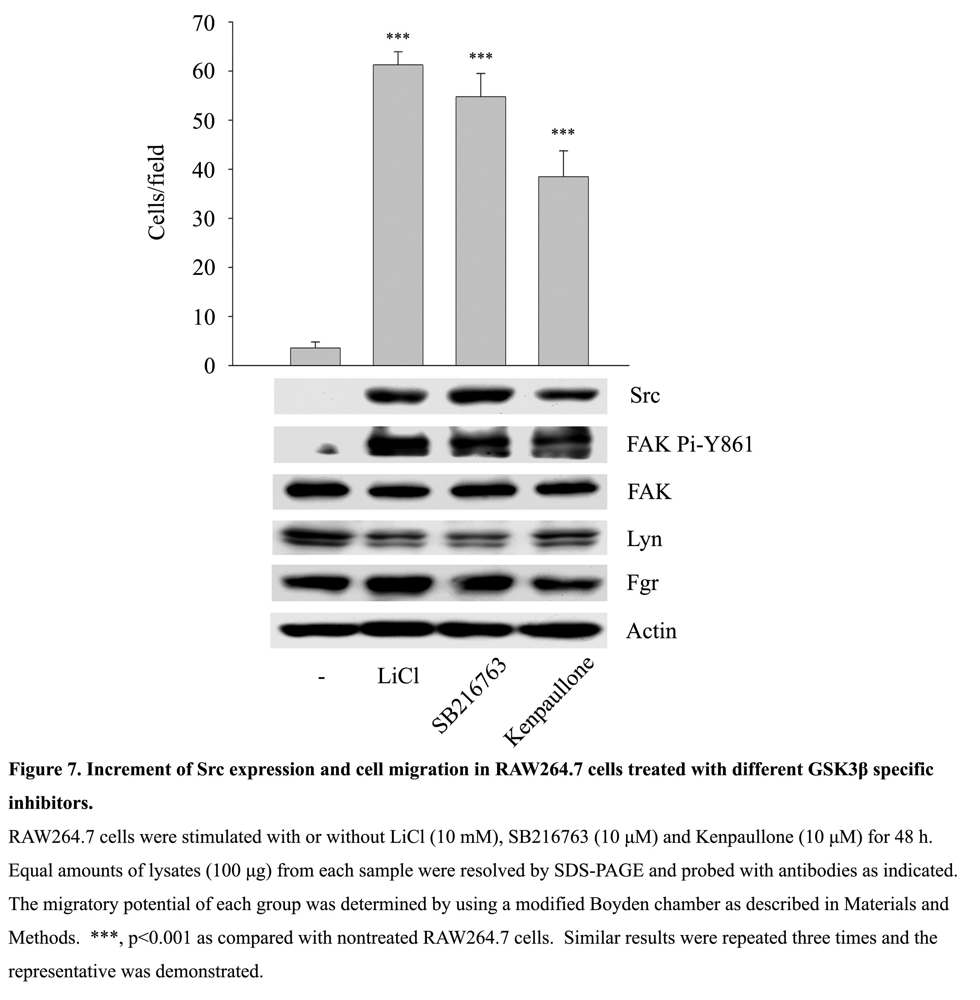 70
***
60
***
50
***
40
Cells/field
30
20
10
0
Src
FAK Pi-Y861
FAK
Lyn
Fgr
Actin
-
LiCl
SB216763
Kenpaullone
Figure 7. Increment of Src expression and cell migration in RAW264.7 cells treated with different GSK3β specific
inhibitors.
RAW264.7 cells were stimulated with or without LiCl (10 mM), SB216763 (10 μM) and Kenpaullone (10 μM) for 48 h.
Equal amounts of lysates (100 μg) from each sample were resolved by SDS-PAGE and probed with antibodies as indicated.
The migratory potential of each group was determined by using a modified Boyden chamber as described in Materials and
Methods.  ***, p<0.001 as compared with nontreated RAW264.7 cells.  Similar results were repeated three times and the
representative was demonstrated.